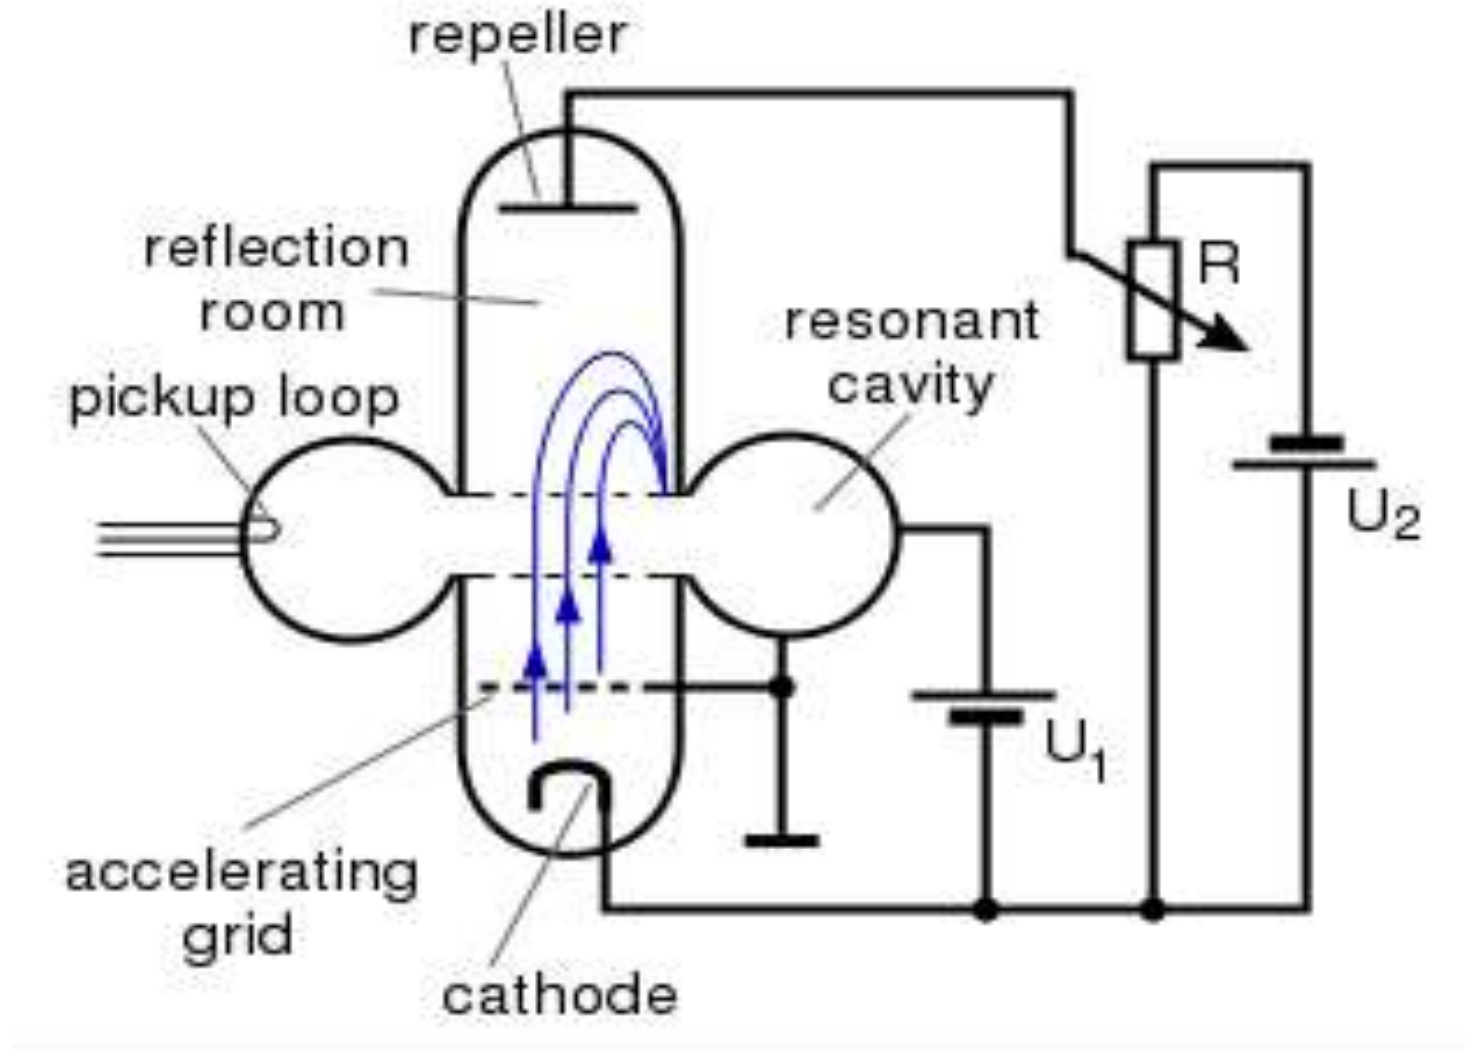 repeller
reflection
room
pickup loop
resonant
cavity
R
U2
U1
accelerating
grid
cathode